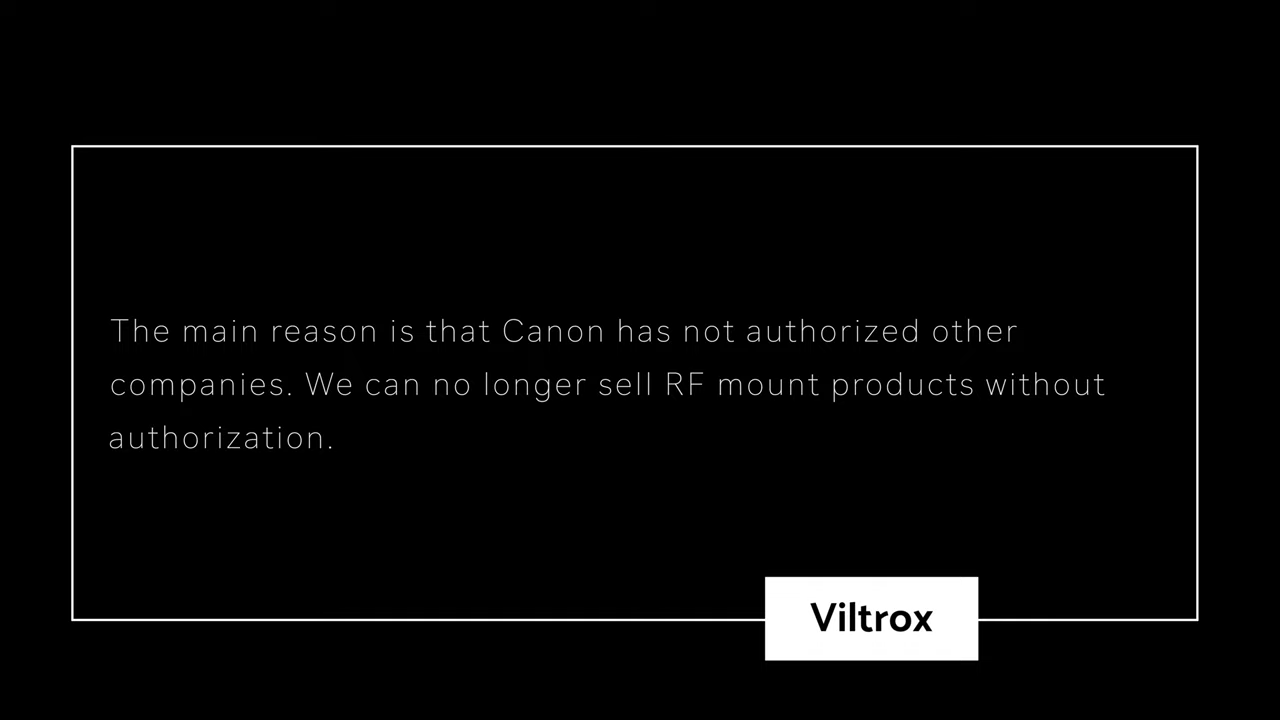 The main reason is that Canon has not authorized other
companies. We can no longer sell RF mount products without
authorization.
Viltrox